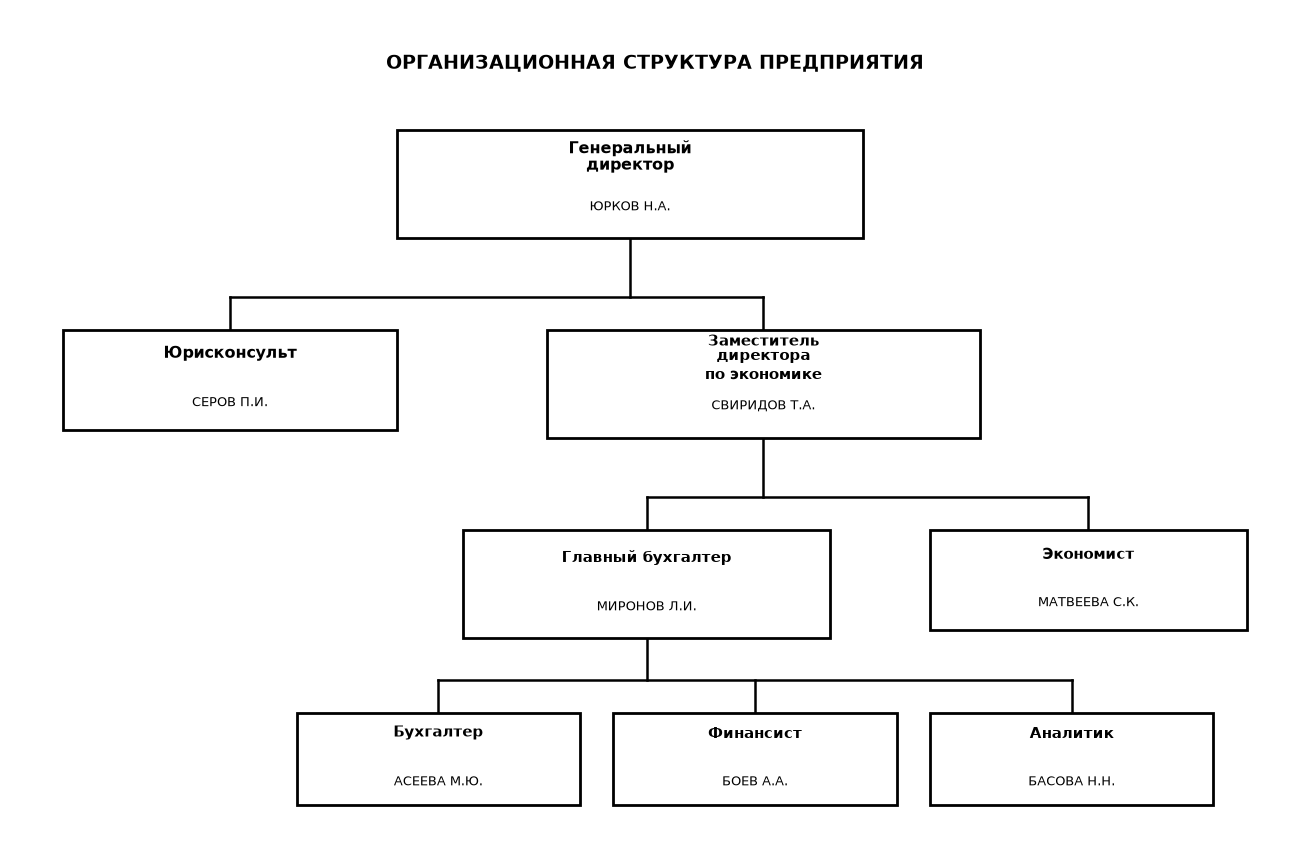 ОРГАНИЗАЦИОННАЯ СТРУКТУРА ПРЕДПРИЯТИЯ
Генеральный
директор
ЮРКОВ Н.А.
Юрисконсульт
СЕРОВ П.И.
Заместитель
директора
по экономике
СВИРИДОВ Т.А.
Главный бухгалтер
МИРОНОВ Л.И.
Экономист
МАТВЕЕВА С.К.
Бухгалтер
АСЕЕВА М.Ю.
Финансист
БОЕВ А.А.
Аналитик
БАСОВА Н.Н.